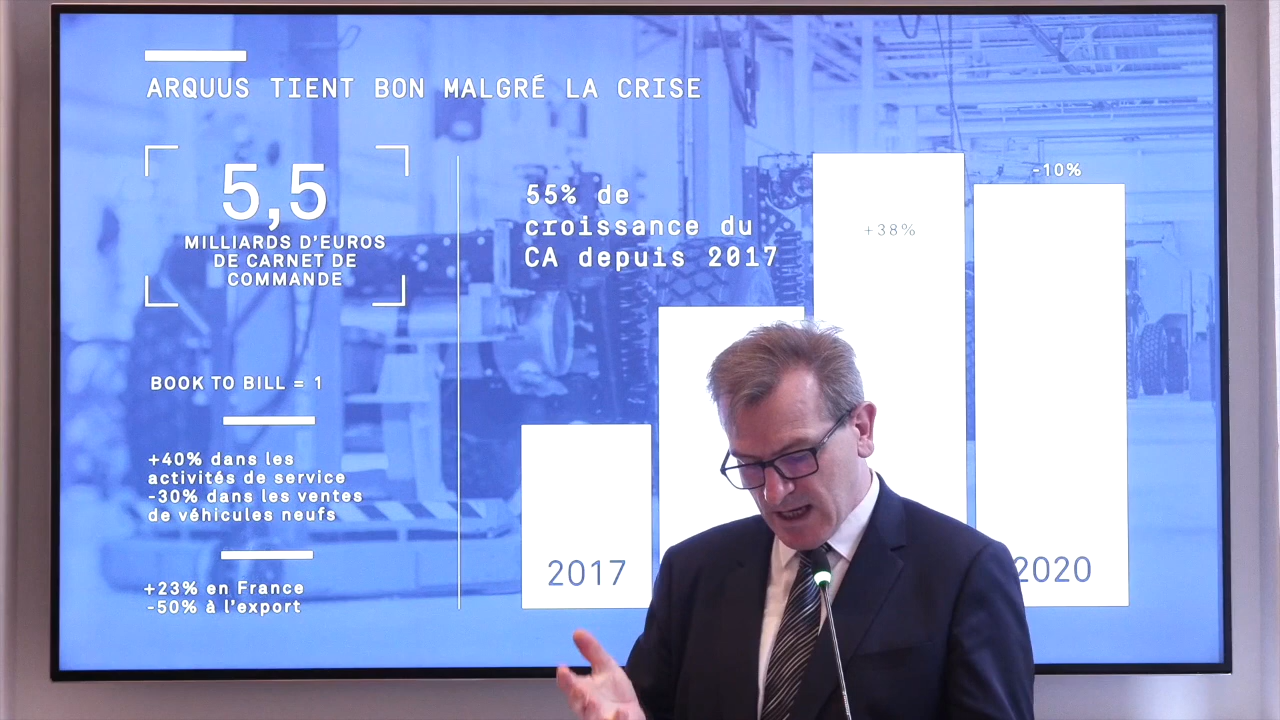 ARQUUS TIENT BON MALGRÉ LA CRISE
5,5
MILLIARDS D'EUROS
DE CARNET DE
COMMANDE
BOOK TO BILL = 1
+40% dans les
activités de service
-30% dans les ventes
de véhicules neufs
+23% en France
-50% à l'export
55% de
croissance du
CA depuis 2017
+38%
-10%
2017
2020